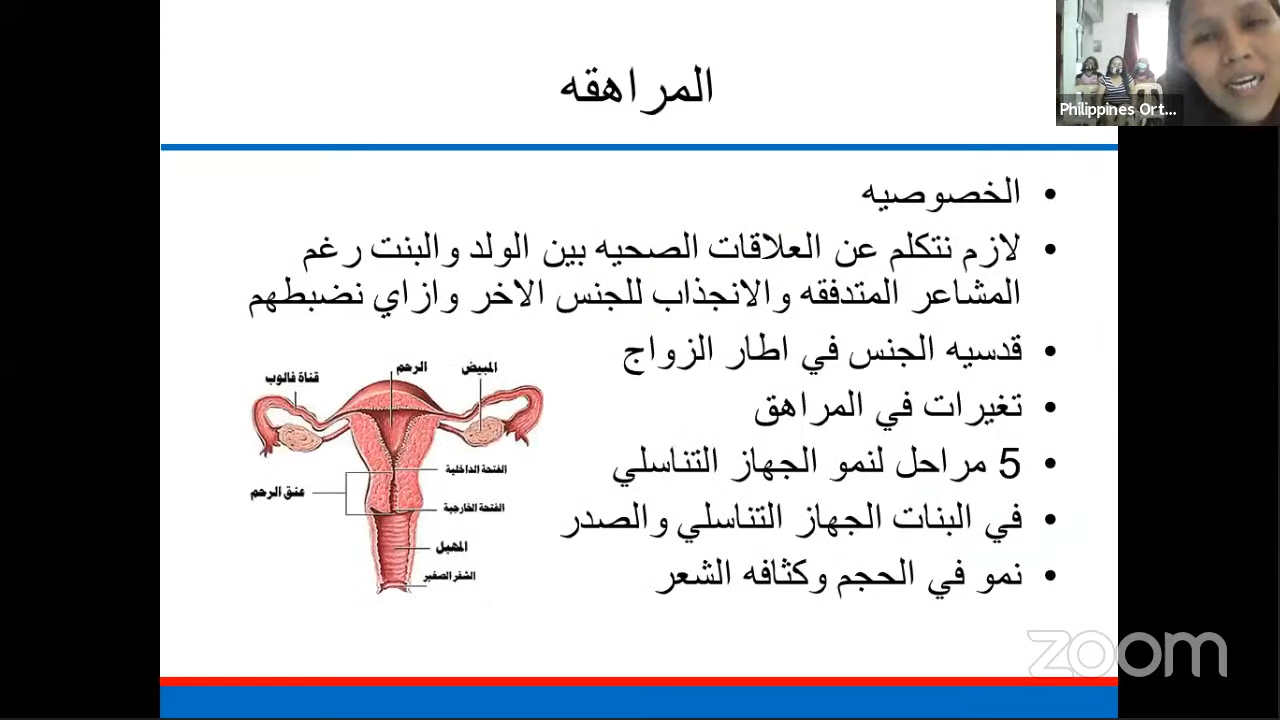 المراهقه
Philippines Ort...
• الخصوصيه
• لازم نتكلم عن العلاقات الصحيه بين الولد والبنت رغم
المشاعر المتدفقه والانجذاب للجنس الاخر وازاي نضبطهم
• قدسيه الجنس في اطار الزواج
• تغيرات في المراهق
• 5 مراحل لنمو الجهاز التناسلي
• في البنات الجهاز التناسلي والصدر
• نمو في الحجم وكثافه الشعر
المبيض
الرحم
قناة فالوب
الفتحة الداخلية
عنق الرحم
الفتحة الخارجية
المهبل
الشفر الصغير
zoom